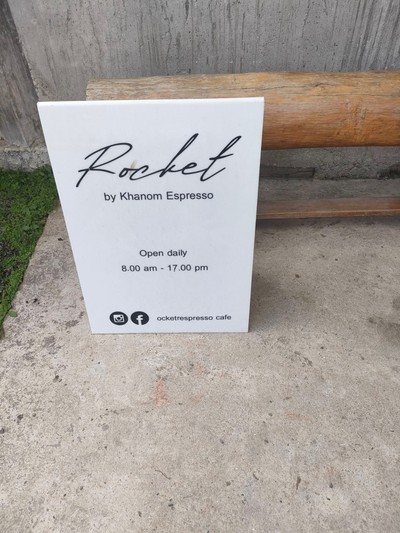 Rocket
by Khanom Espresso
Open daily
8.00 am - 17.00 pm
ocketrespresso cafe